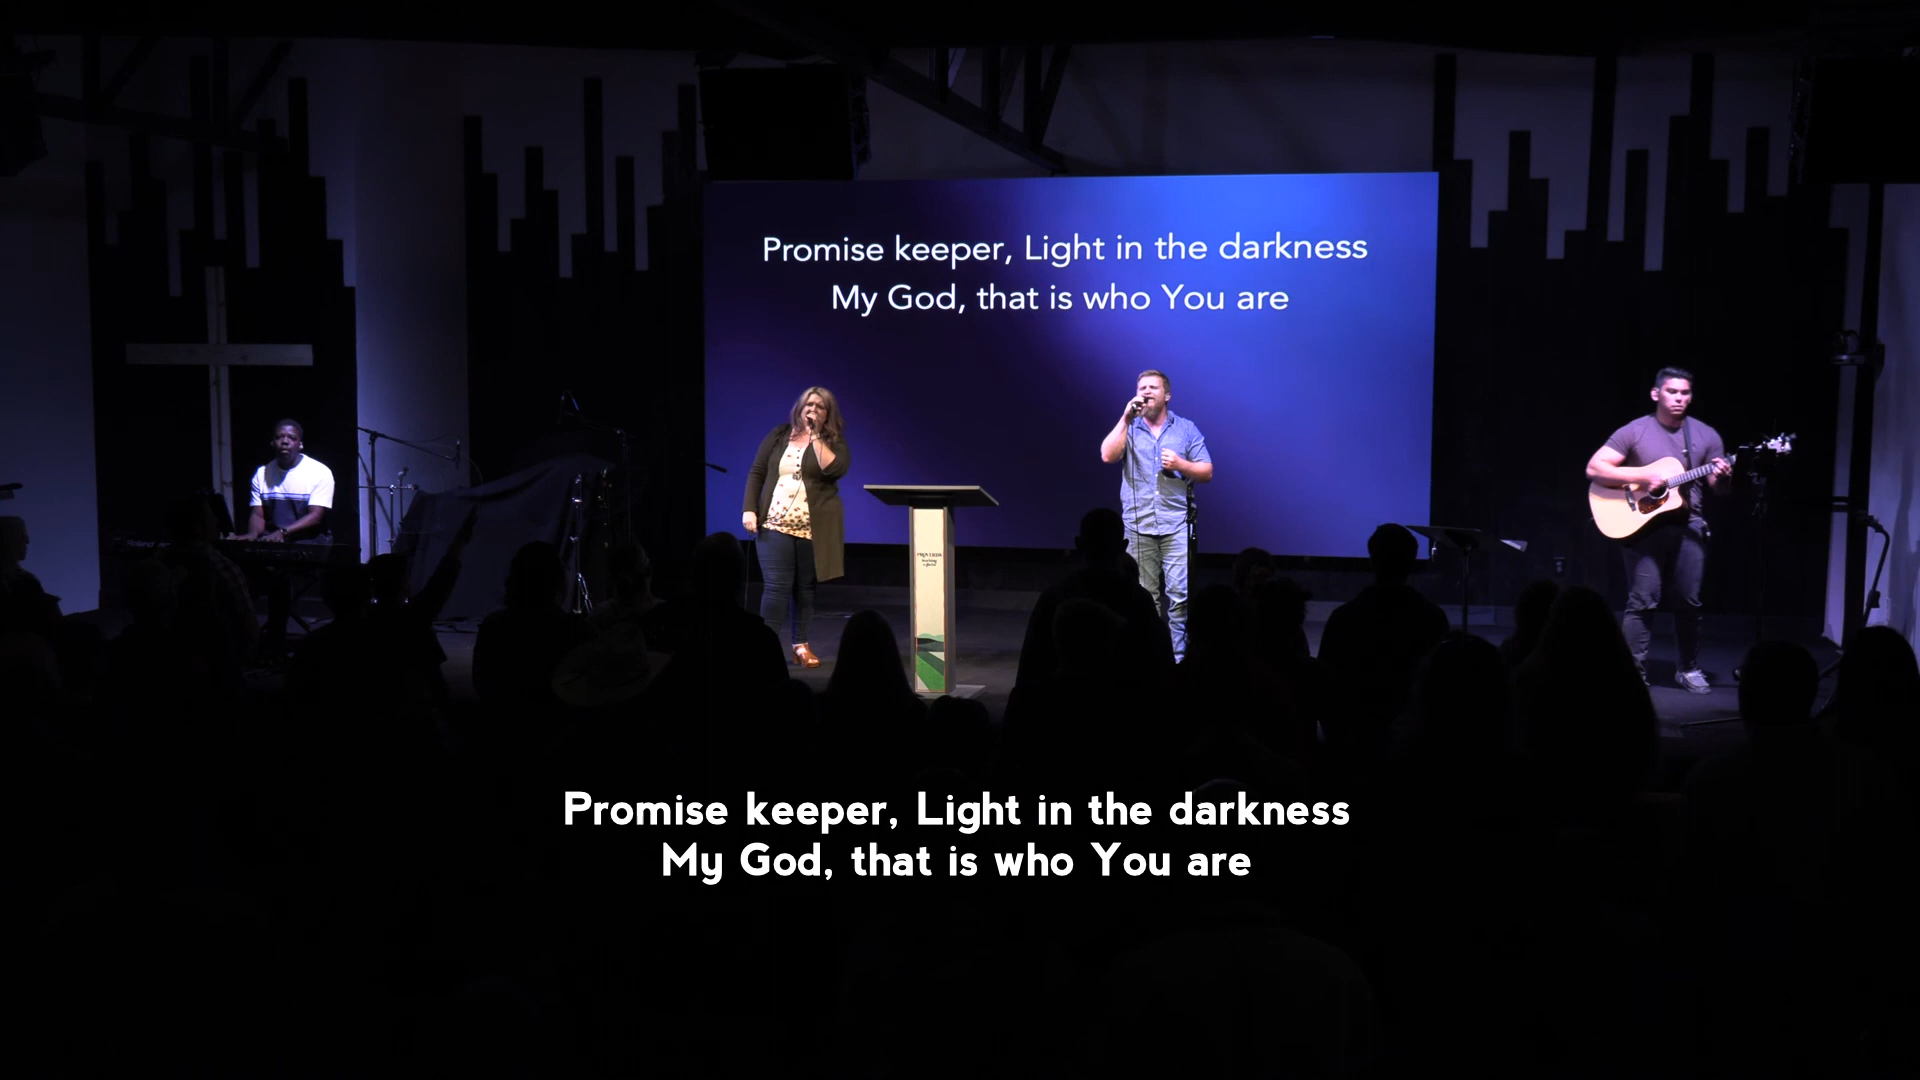 Promise keeper, Light in the darkness
My God, that is who You are
PROVERBS
Promise keeper, Light in the darkness
My God, that is who You are